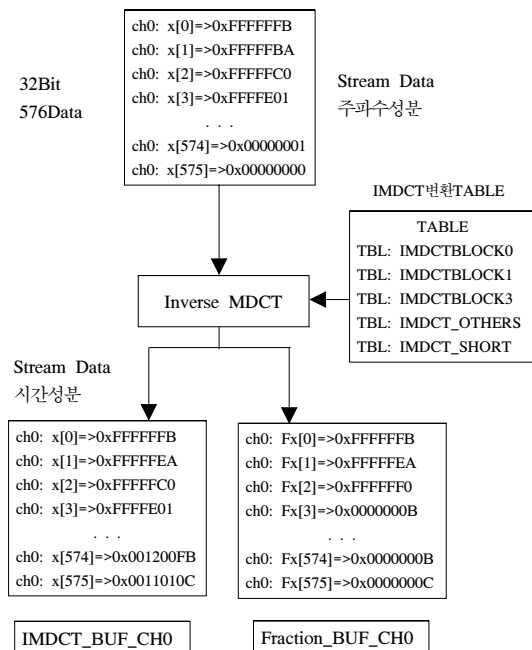 ch0: x[0]=>0xFFFFFFB
ch0: x[1]=>0xFFFFFBA
ch0: x[2]=>0xFFFFFC0
ch0: x[3]=>0xFFFFE01
. . .
ch0: x[574]=>0x00000001
ch0: x[575]=>0x00000000
32Bit
576Data
Stream Data
주파수성분
IMDCT변환TABLE
TABLE
TBL: IMDCTBLOCK0
TBL: IMDCTBLOCK1
TBL: IMDCTBLOCK3
TBL: IMDCT_OTHERS
TBL: IMDCT_SHORT
Inverse MDCT
Stream Data
시간성분
ch0: x[0]=>0xFFFFFFB
ch0: x[1]=>0xFFFFFEA
ch0: x[2]=>0xFFFFFC0
ch0: x[3]=>0xFFFFE01
. . .
ch0: x[574]=>0x001200FB
ch0: x[575]=>0x0011010C
IMDCT_BUF_CH0
ch0: Fx[0]=>0xFFFFFFB
ch0: Fx[1]=>0xFFFFFEA
ch0: Fx[2]=>0xFFFFFF0
ch0: Fx[3]=>0x0000000B
. . .
ch0: Fx[574]=>0x0000000B
ch0: Fx[575]=>0x0000000C
Fraction_BUF_CH0